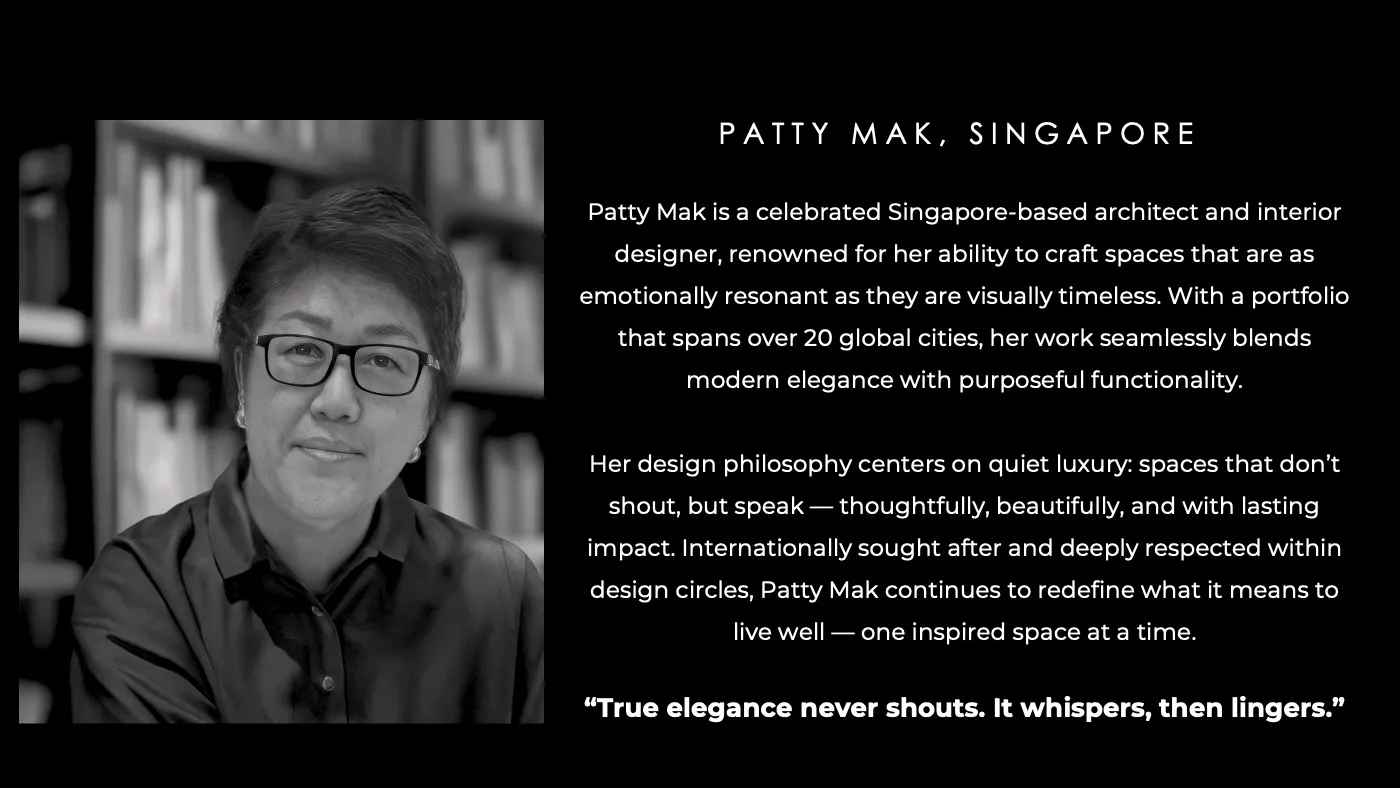 PATTY MAK, SINGAPORE
Patty Mak is a celebrated Singapore-based architect and interior
designer, renowned for her ability to craft spaces that are as
emotionally resonant as they are visually timeless. With a portfolio
that spans over 20 global cities, her work seamlessly blends
modern elegance with purposeful functionality.
Her design philosophy centers on quiet luxury: spaces that don’t
shout, but speak — thoughtfully, beautifully, and with lasting
impact. Internationally sought after and deeply respected within
design circles, Patty Mak continues to redefine what it means to
live well — one inspired space at a time.
“True elegance never shouts. It whispers, then lingers.”